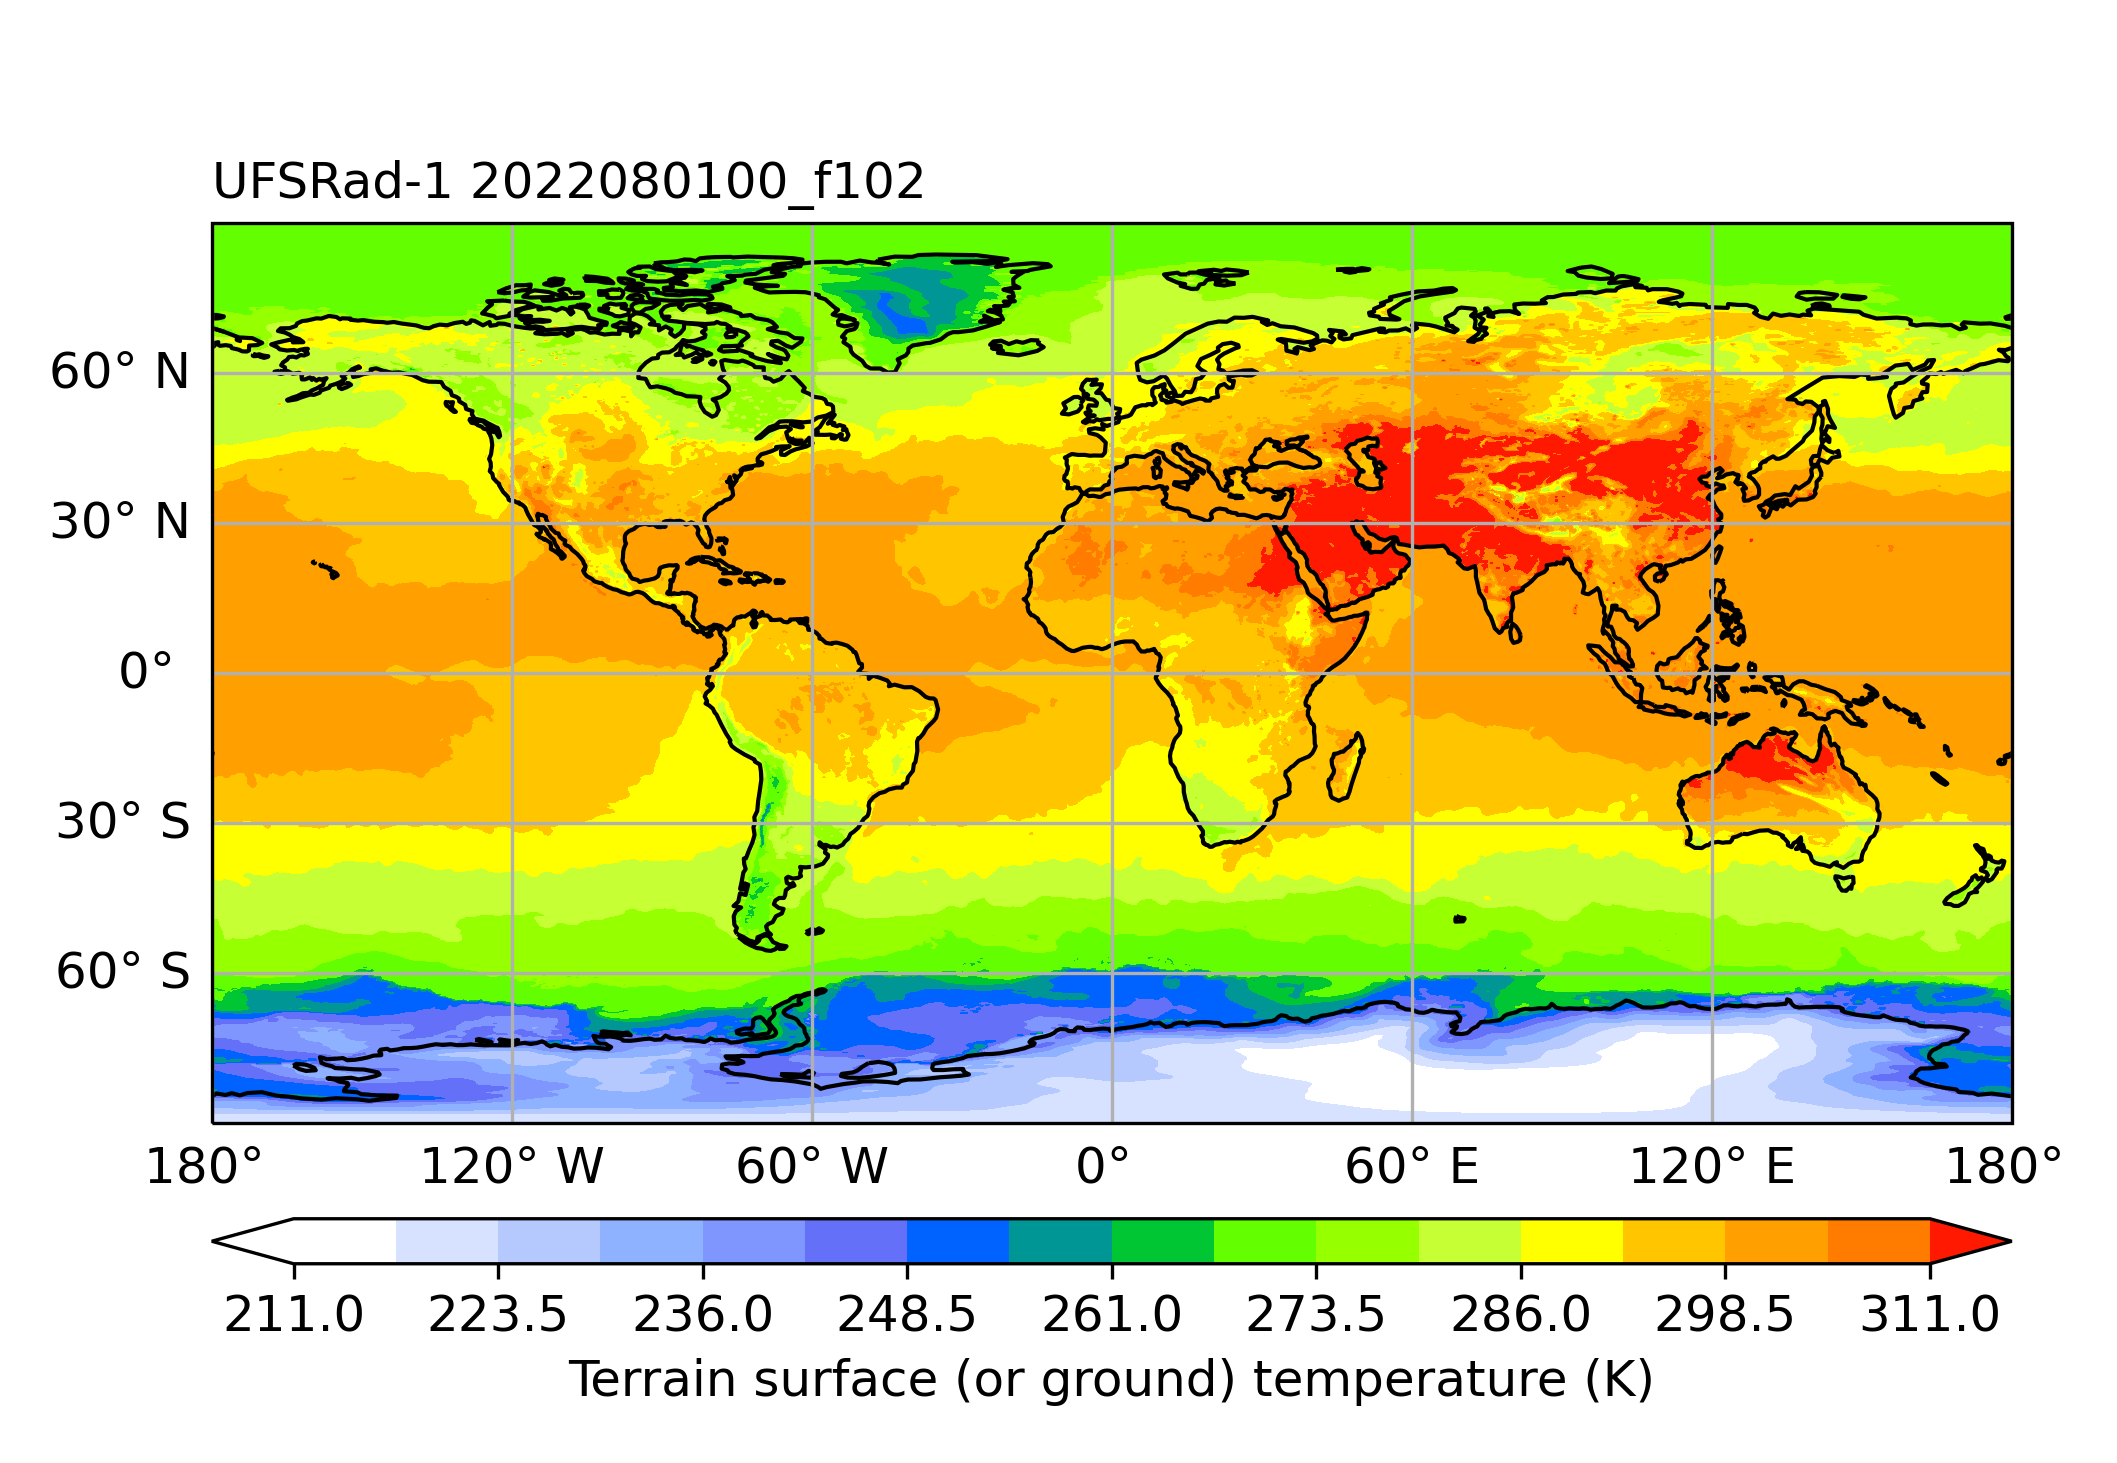 UFSRad-1 2022080100_f102
60° N
30° N
0°
30° S
60° S
180° 120° W 60° W 0° 60° E 120° E 180°
211.0 223.5 236.0 248.5 261.0 273.5 286.0 298.5 311.0
Terrain surface (or ground) temperature (K)